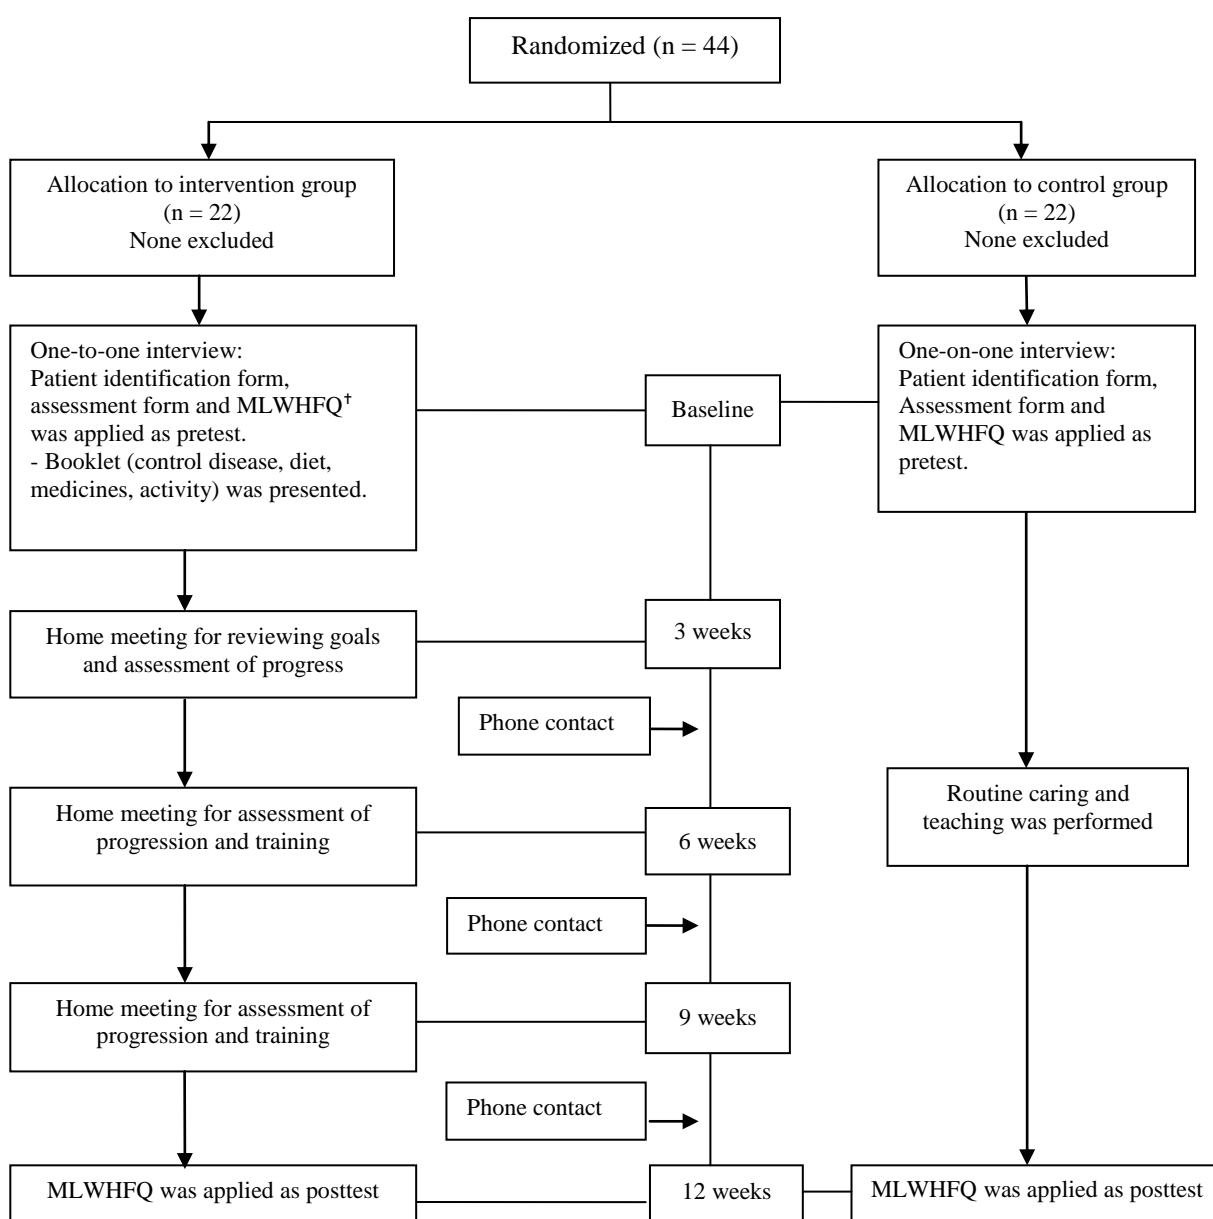 Randomized (n = 44)
Allocation to intervention group
(n = 22)
None excluded
Allocation to control group
(n = 22)
None excluded
One-to-one interview:
Patient identification form,
assessment form and MLWHFQ†
was applied as pretest.
- Booklet (control disease, diet,
medicines, activity) was presented.
Baseline
One-on-one interview:
Patient identification form,
Assessment form and
MLWHFQ was applied as
pretest.
Home meeting for reviewing goals
and assessment of progress
3 weeks
Phone contact
Home meeting for assessment of
progression and training
6 weeks
Routine caring and
teaching was performed
Phone contact
Home meeting for assessment of
progression and training
9 weeks
Phone contact
MLWHFQ was applied as posttest
12 weeks
MLWHFQ was applied as posttest